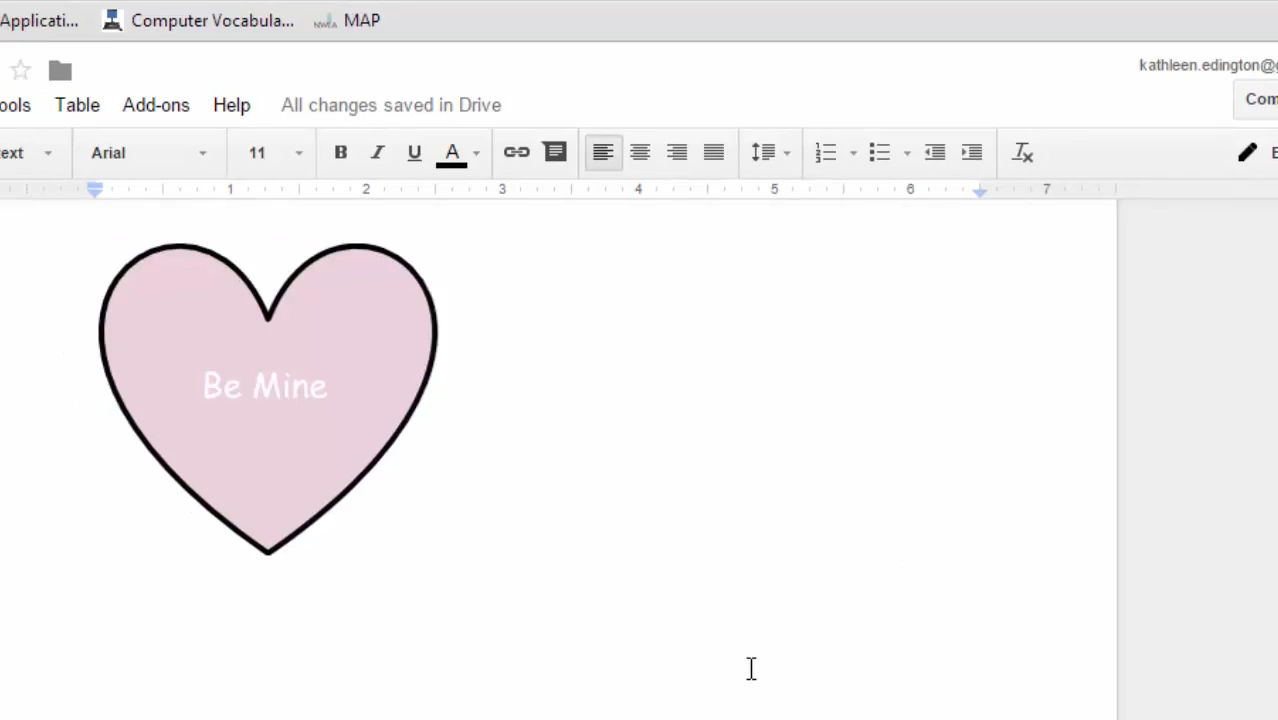 Applicati... Computer Vocabula... NWEA MAP
kathleen.edington@g
ools Table Add-ons Help All changes saved in Drive
Com
ext Arial 11 B I U A
1 2 3 4 5 6 7
Be Mine